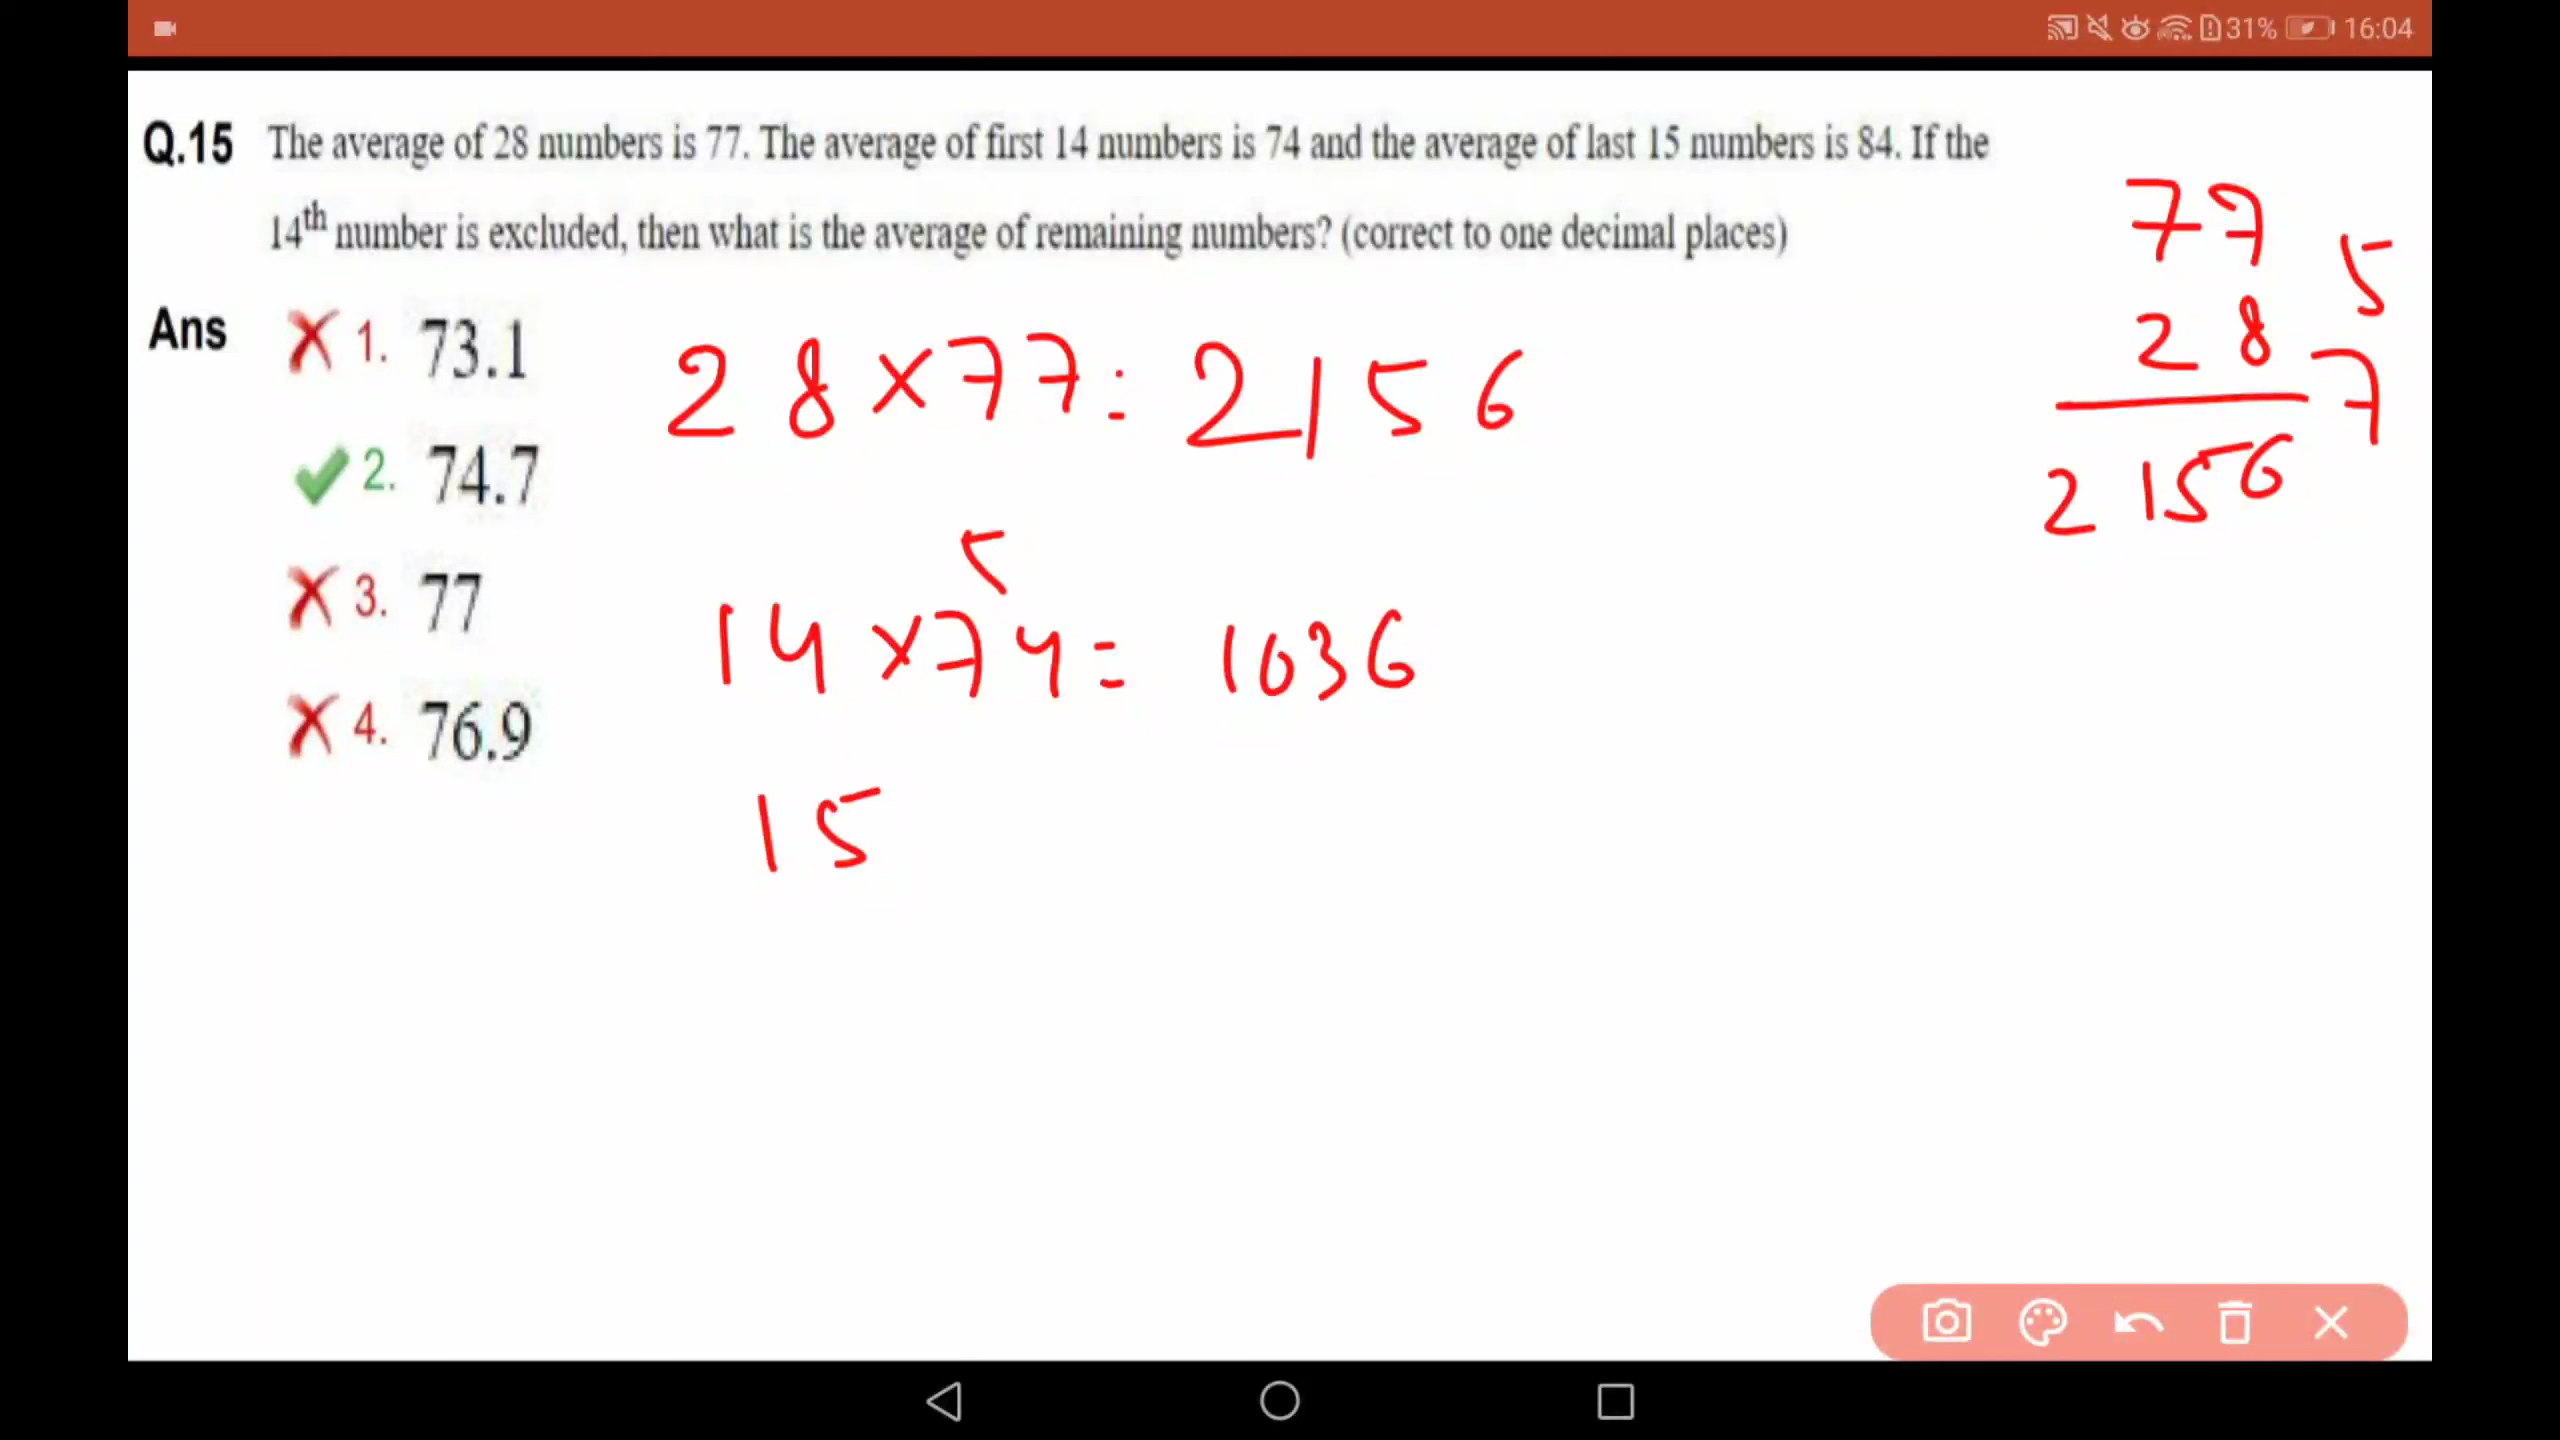 31% 16:04
Q.15 The average of 28 numbers is 77. The average of first 14 numbers is 74 and the average of last 15 numbers is 84. If the
14th number is excluded, then what is the average of remaining numbers? (correct to one decimal places)
Ans
1. 73.1
2. 74.7
3. 77
4. 76.9
28 × 77 = 2156
5
14 × 74 = 1036
15
77
5
28
7
2156